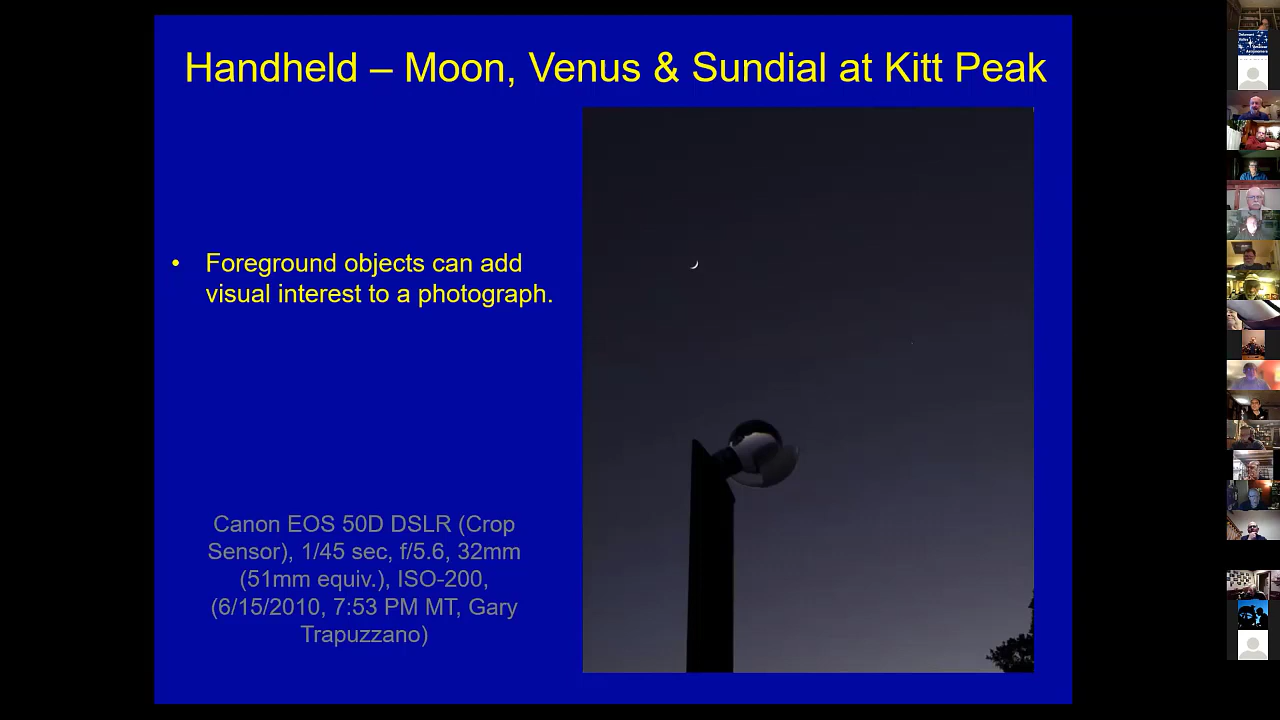 Handheld – Moon, Venus & Sundial at Kitt Peak
• Foreground objects can add
visual interest to a photograph.
Canon EOS 50D DSLR (Crop
Sensor), 1/45 sec, f/5.6, 32mm
(51mm equiv.), ISO-200,
(6/15/2010, 7:53 PM MT, Gary
Trapuzzano)